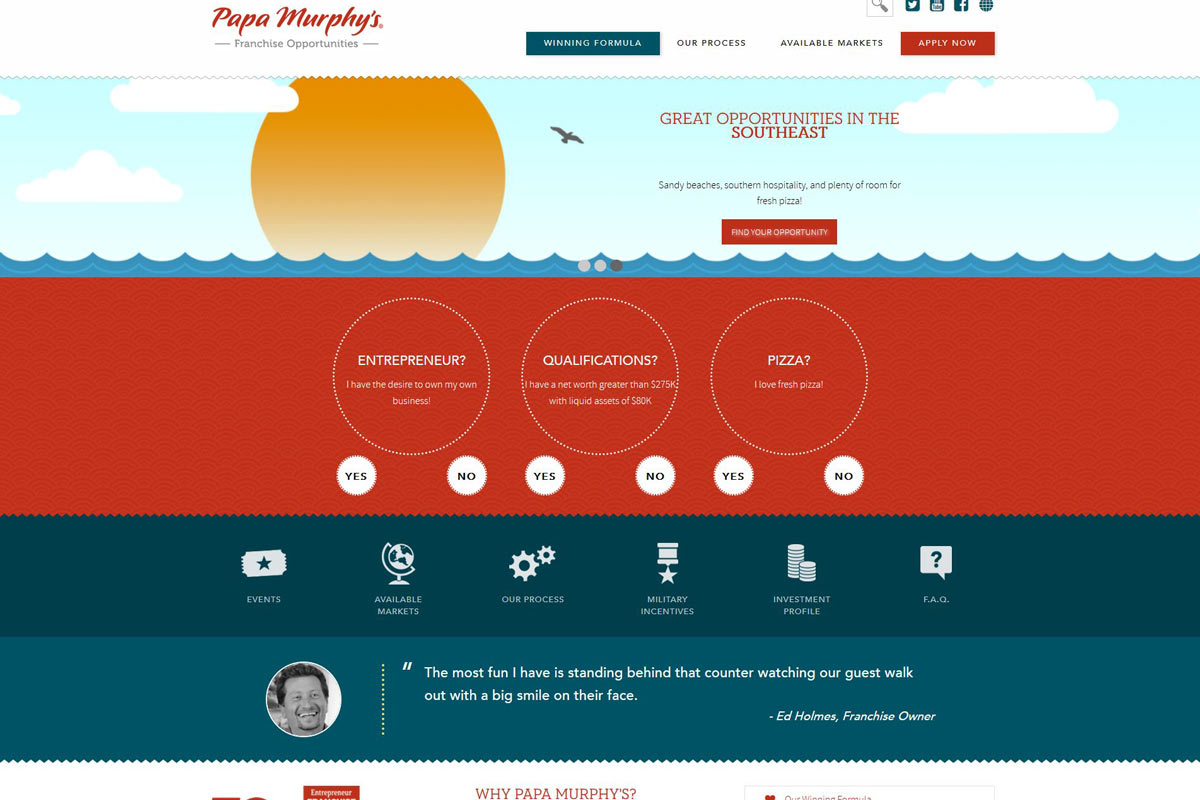 Papa Murphy's®
Franchise Opportunities
WINNING FORMULA
OUR PROCESS
AVAILABLE MARKETS
APPLY NOW
GREAT OPPORTUNITIES IN THE
SOUTHEAST
Sandy beaches, southern hospitality, and plenty of room for
fresh pizza!
FIND YOUR OPPORTUNITY
ENTREPRENEUR?
I have the desire to own my own
business!
YES
NO
QUALIFICATIONS?
I have a net worth greater than $275K
with liquid assets of $80K
YES
NO
PIZZA?
I love fresh pizza!
YES
NO
EVENTS
AVAILABLE
MARKETS
OUR PROCESS
MILITARY
INCENTIVES
INVESTMENT
PROFILE
?
F.A.Q.
" The most fun I have is standing behind that counter watching our guest walk
out with a big smile on their face.
- Ed Holmes, Franchise Owner
Entrepreneur
WHY PAPA MURPHY'S?
Our Winning Formula